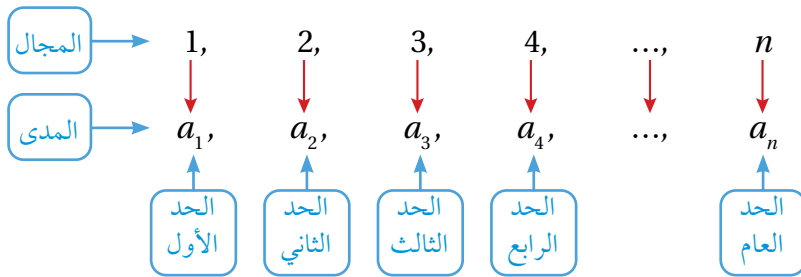 المجال 1, 2, 3, 4, ..., n
المدى a₁, a₂, a₃, a₄, ..., aₙ
الحد الأول
الحد الثاني
الحد الثالث
الحد الرابع
الحد العام